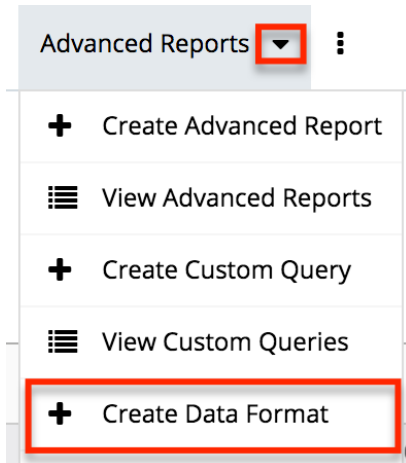 Advanced Reports
Create Advanced Report
View Advanced Reports
Create Custom Query
View Custom Queries
Create Data Format